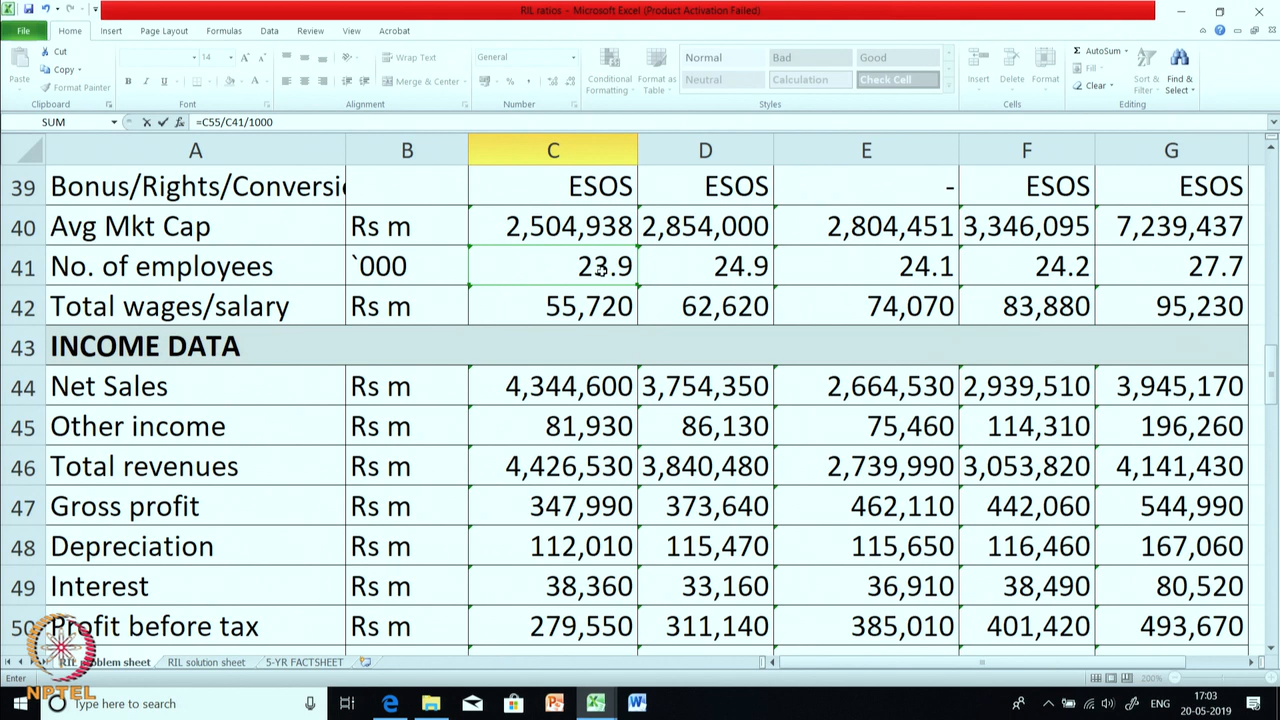 RIL ratios - Microsoft Excel (Product Activation Failed)
File Home Insert Page Layout Formulas Data Review View Acrobat
Paste Cut Copy Format Painter Clipboard
14 Font
Wrap Text Merge & Center Alignment
General Number
Conditional Formatting Format as Table
Normal Bad Good
Neutral Calculation Check Cell
Styles
Insert Delete Format Cells
AutoSum Fill Clear Sort & Filter Find & Select Editing
SUM =C55/C41/1000
A B C D E F G
39 Bonus/Rights/Conversi ESOS ESOS - ESOS ESOS
40 Avg Mkt Cap Rs m 2,504,938 2,854,000 2,804,451 3,346,095 7,239,437
41 No. of employees `000 23.9 24.9 24.1 24.2 27.7
42 Total wages/salary Rs m 55,720 62,620 74,070 83,880 95,230
43 INCOME DATA
44 Net Sales Rs m 4,344,600 3,754,350 2,664,530 2,939,510 3,945,170
45 Other income Rs m 81,930 86,130 75,460 114,310 196,260
46 Total revenues Rs m 4,426,530 3,840,480 2,739,990 3,053,820 4,141,430
47 Gross profit Rs m 347,990 373,640 462,110 442,060 544,990
48 Depreciation Rs m 112,010 115,470 115,650 116,460 167,060
49 Interest Rs m 38,360 33,160 36,910 38,490 80,520
50 Profit before tax Rs m 279,550 311,140 385,010 401,420 493,670
RIL problem sheet RIL solution sheet 5-YR FACTSHEET
Enter 200%
NPTEL
Type here to search ENG 17:03
20-05-2019